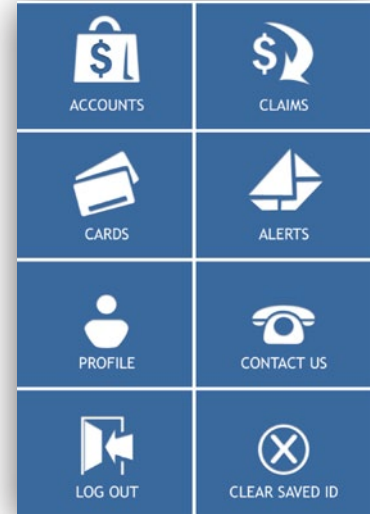 $
ACCOUNTS
$
CLAIMS
CARDS
ALERTS
PROFILE
CONTACT US
LOG OUT
CLEAR SAVED ID